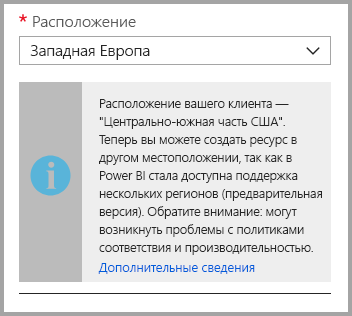 * Расположение
Западная Европа
Расположение вашего клиента —
"Центрально-южная часть США".
Теперь вы можете создать ресурс в
другом местоположении, так как в
Power BI стала доступна поддержка
нескольких регионов (предварительная
версия). Обратите внимание: могут
возникнуть проблемы с политиками
соответствия и производительностью.
Дополнительные сведения